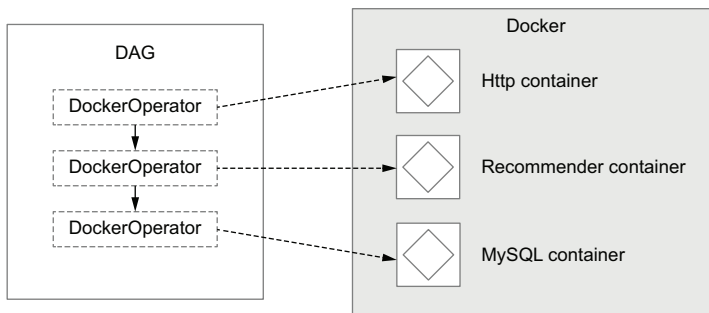 DAG
DockerOperator
DockerOperator
DockerOperator
Docker
Http container
Recommender container
MySQL container